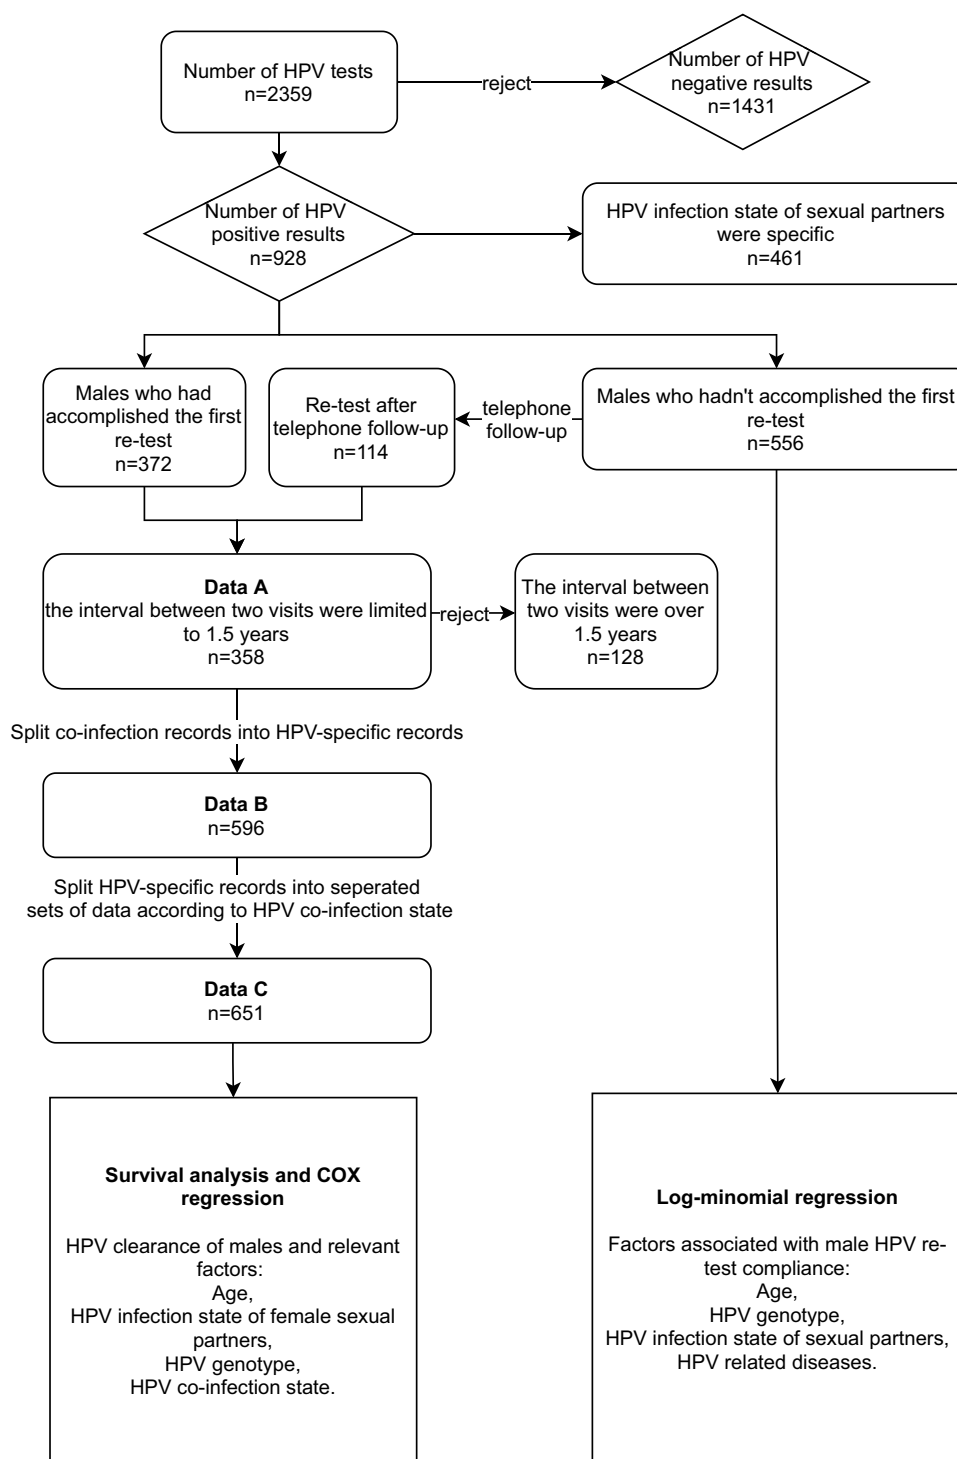 Number of HPV tests
n=2359
reject
Number of HPV
negative results
n=1431
Number of HPV
positive results
n=928
HPV infection state of sexual partners
were specific
n=461
Males who had
accomplished the first
re-test
n=372
Re-test after
telephone follow-up
n=114
telephone
follow-up
Males who hadn't accomplished the first
re-test
n=556
Data A
the interval between two visits were limited
to 1.5 years
n=358
reject
The interval between
two visits were over
1.5 years
n=128
Split co-infection records into HPV-specific records
Data B
n=596
Split HPV-specific records into seperated
sets of data according to HPV co-infection state
Data C
n=651
Survival analysis and COX
regression
HPV clearance of males and relevant
factors:
Age,
HPV infection state of female sexual
partners,
HPV genotype,
HPV co-infection state.
Log-minomial regression
Factors associated with male HPV re-
test compliance:
Age,
HPV genotype,
HPV infection state of sexual partners,
HPV related diseases.